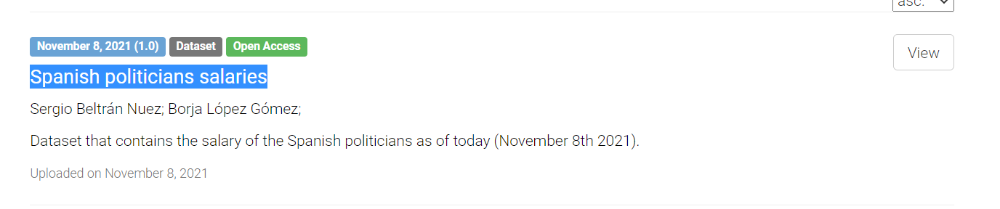 asc.
November 8, 2021 (1.0) Dataset Open Access
View
Spanish politicians salaries
Sergio Beltrán Nuez; Borja López Gómez;
Dataset that contains the salary of the Spanish politicians as of today (November 8th 2021).
Uploaded on November 8, 2021